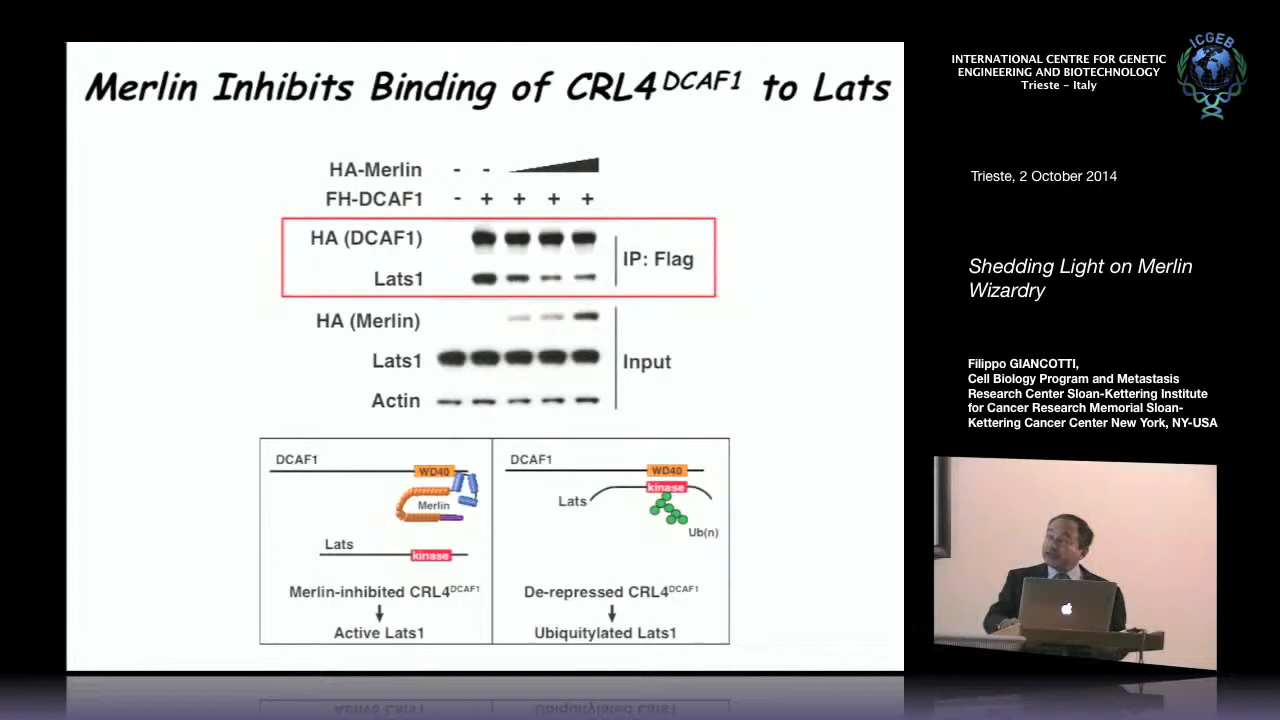 Merlin Inhibits Binding of CRL4 DCAF1 to Lats
HA-Merlin - -
FH-DCAF1 - + + + +
HA (DCAF1)
Lats1
IP: Flag
HA (Merlin)
Lats1
Actin
Input
DCAF1
WD40
Merlin
Lats
kinase
Merlin-inhibited CRL4DCAF1
Active Lats1
DCAF1
WD40
Lats
kinase
Ub(n)
De-repressed CRL4DCAF1
Ubiquitylated Lats1
INTERNATIONAL CENTRE FOR GENETIC
ENGINEERING AND BIOTECHNOLOGY
Trieste - Italy
ICGEB
Trieste, 2 October 2014
Shedding Light on Merlin
Wizardry
Filippo GIANCOTTI,
Cell Biology Program and Metastasis
Research Center Sloan-Kettering Institute
for Cancer Research Memorial Sloan-
Kettering Cancer Center New York, NY-USA